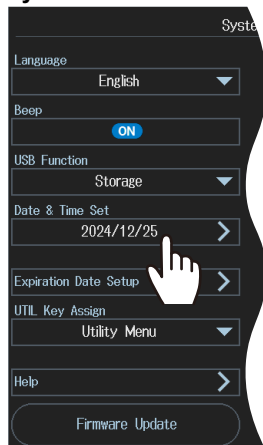 Syste
Language
English
Beep
ON
USB Function
Storage
Date & Time Set
2024/12/25
Expiration Date Setup
UTIL Key Assign
Utility Menu
Help
Firmware Update